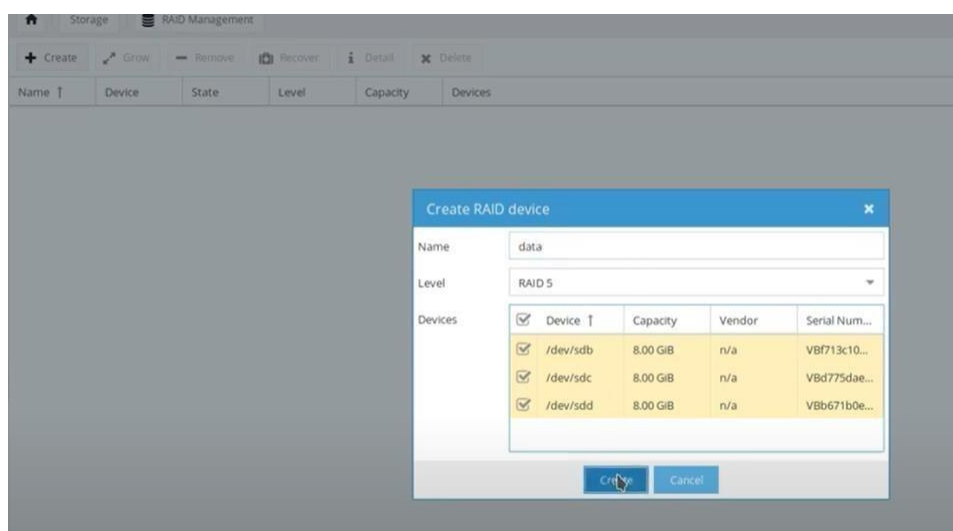 Storage RAID Management
+ Create Grow Remove Recover Detail Delete
Name Device State Level Capacity Devices
Create RAID device
Name data
Level RAID 5
Devices Device Capacity Vendor Serial Num...
/dev/sdb 8.00 GiB n/a VBf713c10...
/dev/sdc 8.00 GiB n/a VBd775dae...
/dev/sdd 8.00 GiB n/a VBb671b0e...
Create Cancel